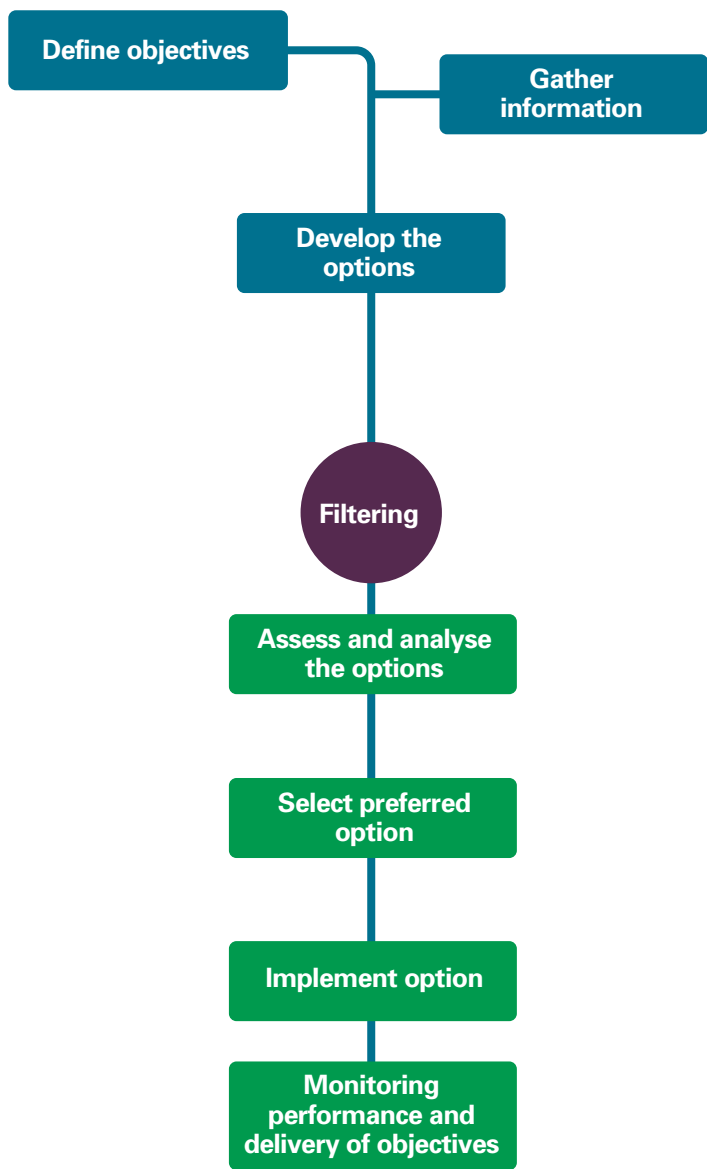 Define objectives
Gather
information
Develop the
options
Filtering
Assess and analyse
the options
Select preferred
option
Implement option
Monitoring
performance and
delivery of objectives